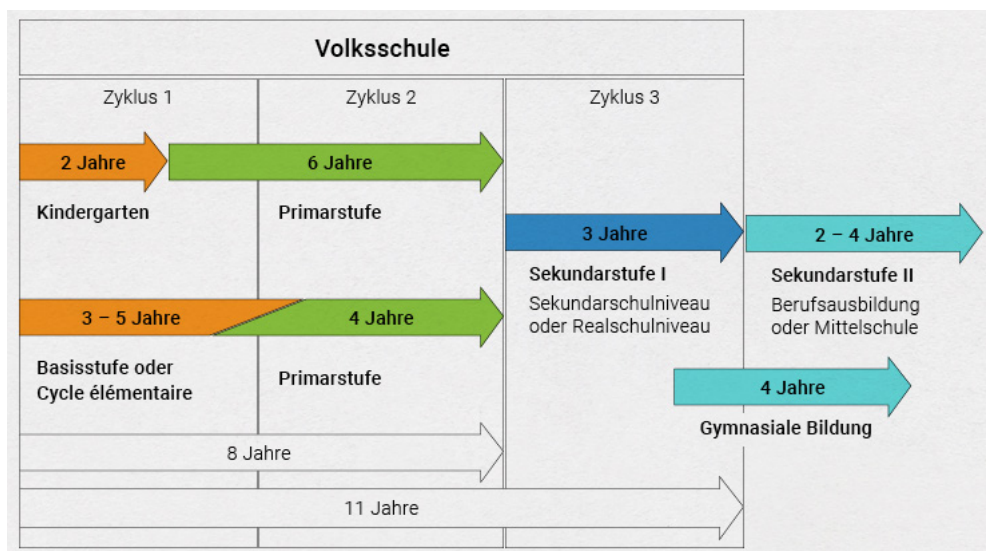 Volksschule
Zyklus 1
Zyklus 2
Zyklus 3
2 Jahre
6 Jahre
Kindergarten
Primarstufe
3 Jahre
2 – 4 Jahre
Sekundarstufe I
Sekundarschulniveau
oder Realschulniveau
Sekundarstufe II
Berufsausbildung
oder Mittelschule
3 – 5 Jahre
4 Jahre
Basisstufe oder
Cycle élémentaire
Primarstufe
4 Jahre
Gymnasiale Bildung
8 Jahre
11 Jahre